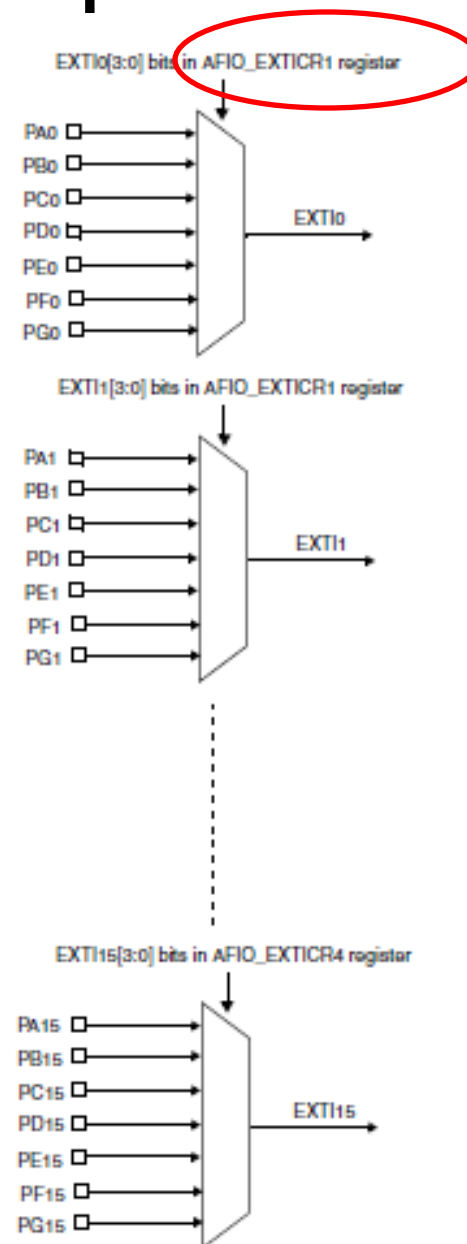 EXTI0[3:0] bits in AFIO_EXTICR1 register
PA0
PB0
PC0
PD0
PE0
PF0
PG0
EXTI0
EXTI1[3:0] bits in AFIO_EXTICR1 register
PA1
PB1
PC1
PD1
PE1
PF1
PG1
EXTI1
EXTI15[3:0] bits in AFIO_EXTICR4 register
PA15
PB15
PC15
PD15
PE15
PF15
PG15
EXTI15